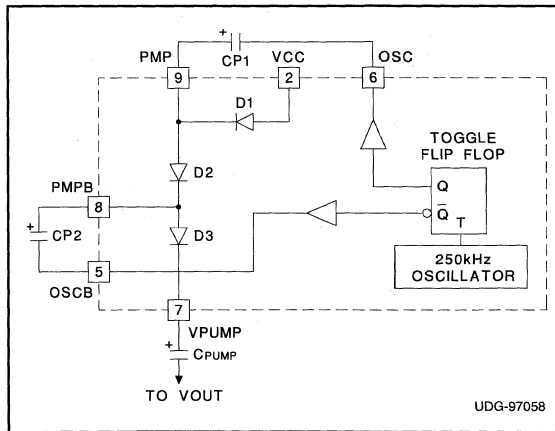 +
CP1
PMP
VCC
OSC
9
2
6
D1
TOGGLE
FLIP FLOP
D2
Q
PMPB
8
Q̅
T
+
CP2
D3
250kHz
OSCILLATOR
5
OSCB
7
VPUMP
+
CPUMP
TO VOUT
UDG-97058